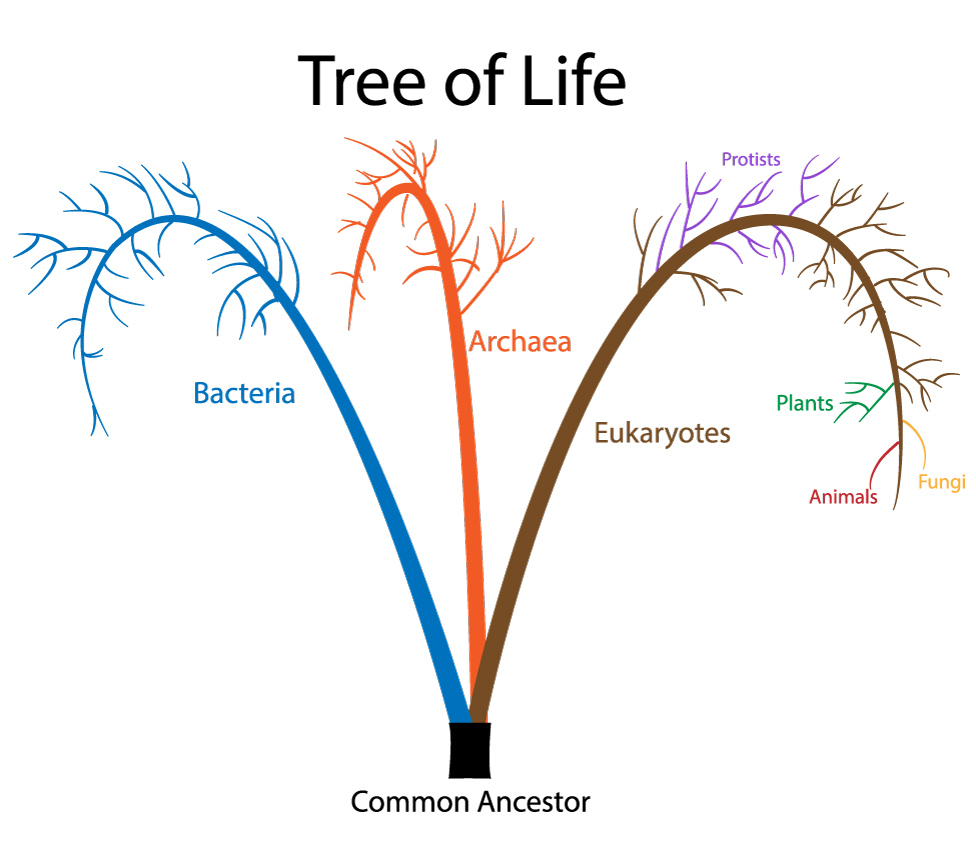 Tree of Life
Protists
Archaea
Bacteria
Plants
Eukaryotes
Fungi
Animals
Common Ancestor